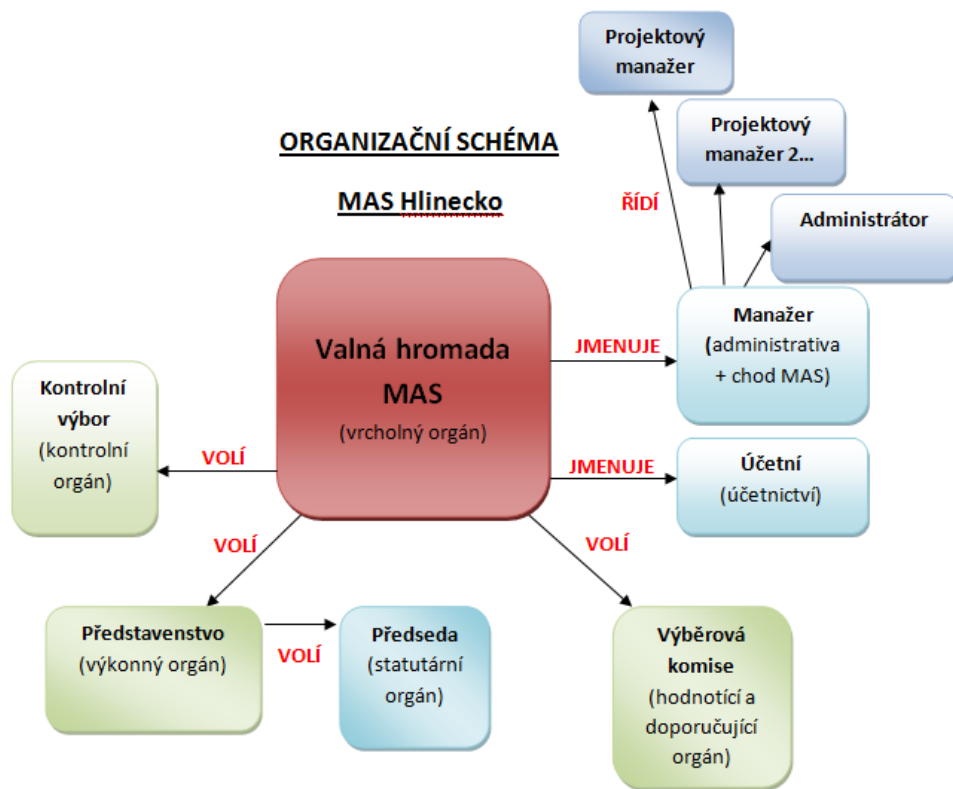 Projektový
manažer
Projektový
manažer 2...
ORGANIZAČNÍ SCHÉMA
MAS Hlinecko
ŘÍDÍ
Administrátor
Valná hromada
MAS
(vrcholný orgán)
JMENUJE
Manažer
(administrativa
+ chod MAS)
Kontrolní
výbor
(kontrolní
orgán)
VOLÍ
JMENUJE
Účetní
(účetnictví)
VOLÍ
VOLÍ
Představenstvo
(výkonný orgán)
VOLÍ
Předseda
(statutární
orgán)
Výběrová
komise
(hodnotící a
doporučující
orgán)